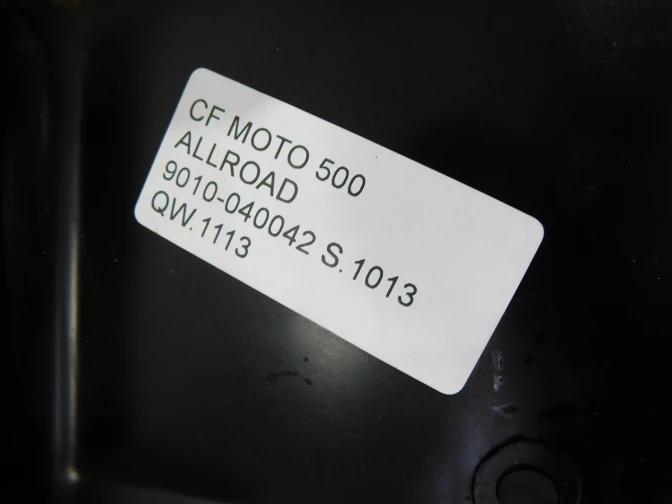 CF MOTO 500
ALLROAD
9010-040042 S.1013
QW.1113